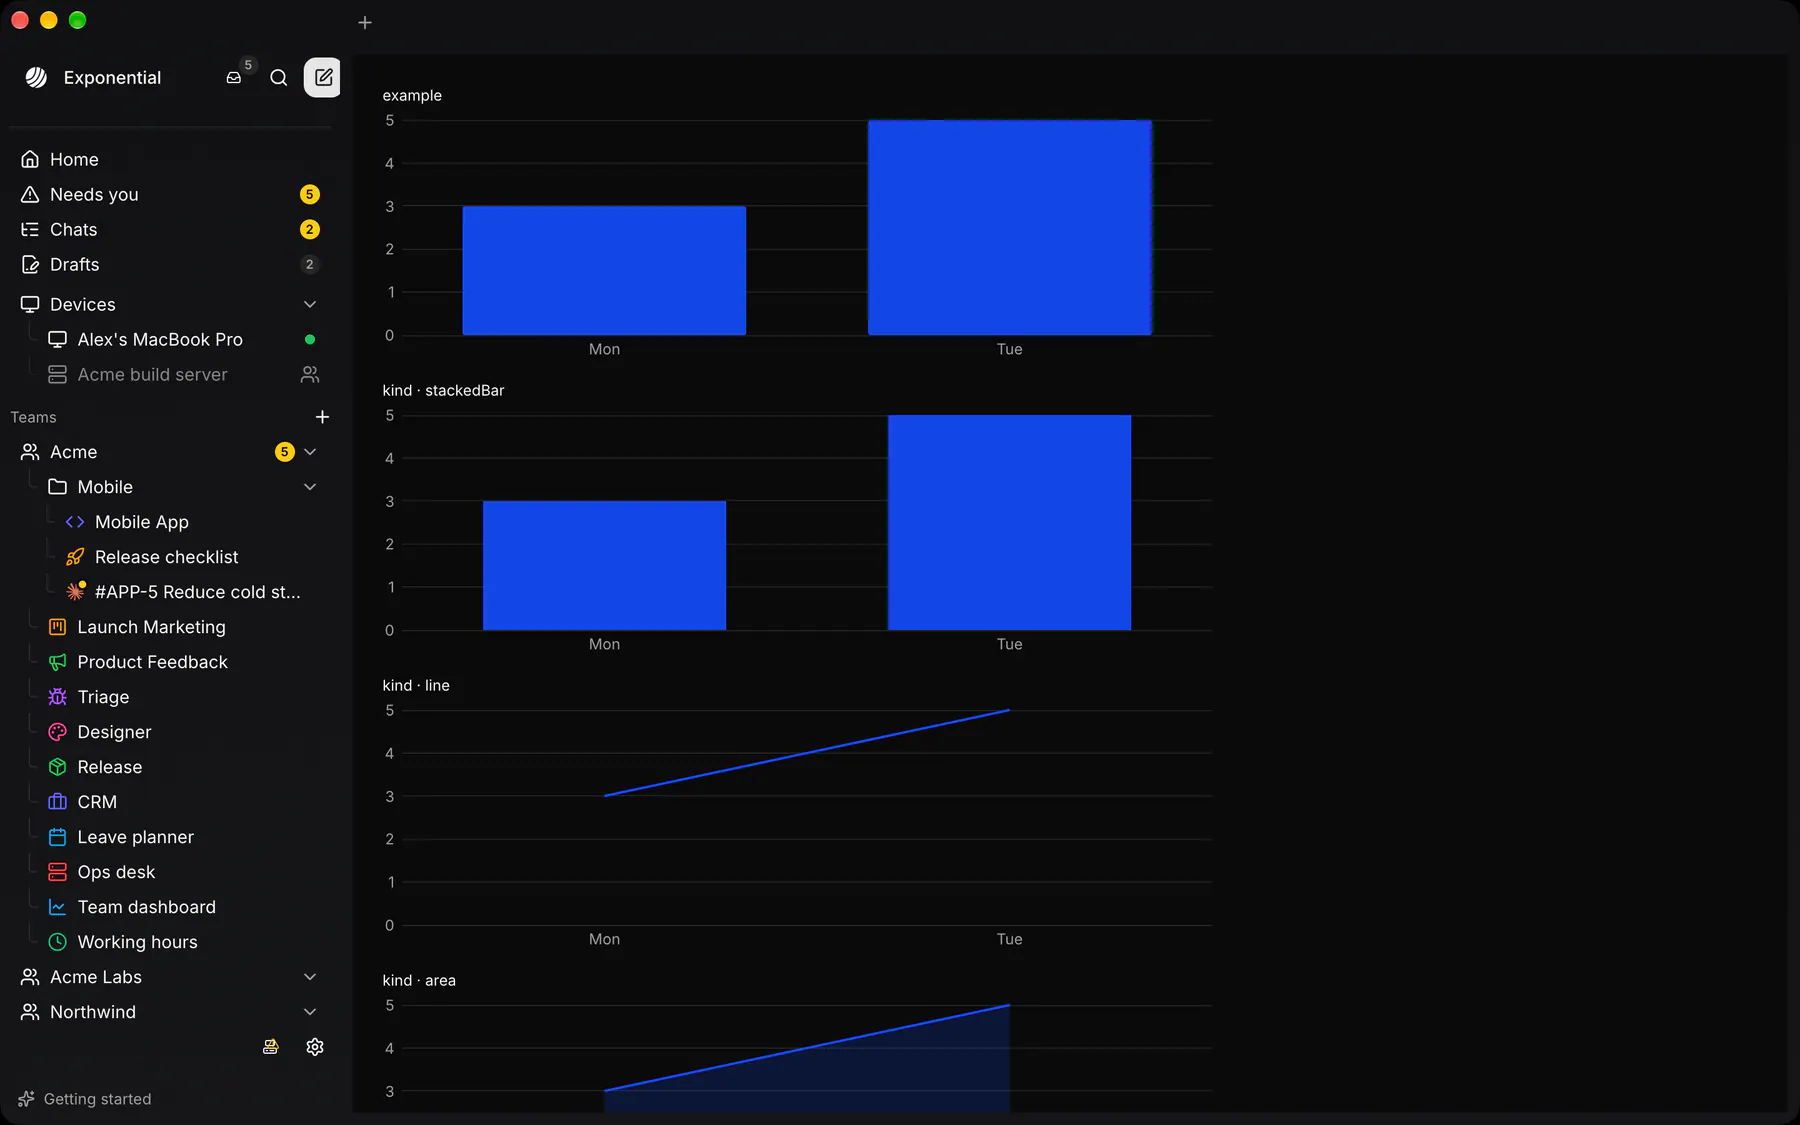 Exponential
5
Home
Needs you
5
Chats
2
Drafts
2
Devices
Alex's MacBook Pro
Acme build server
Teams
Acme
5
Mobile
Mobile App
Release checklist
#APP-5 Reduce cold st...
Launch Marketing
Product Feedback
Triage
Designer
Release
CRM
Leave planner
Ops desk
Team dashboard
Working hours
Acme Labs
Northwind
Getting started
example
5
4
3
2
1
0
Mon Tue
kind · stackedBar
5
4
3
2
1
0
Mon Tue
kind · line
5
4
3
2
1
0
Mon Tue
kind · area
5
4
3